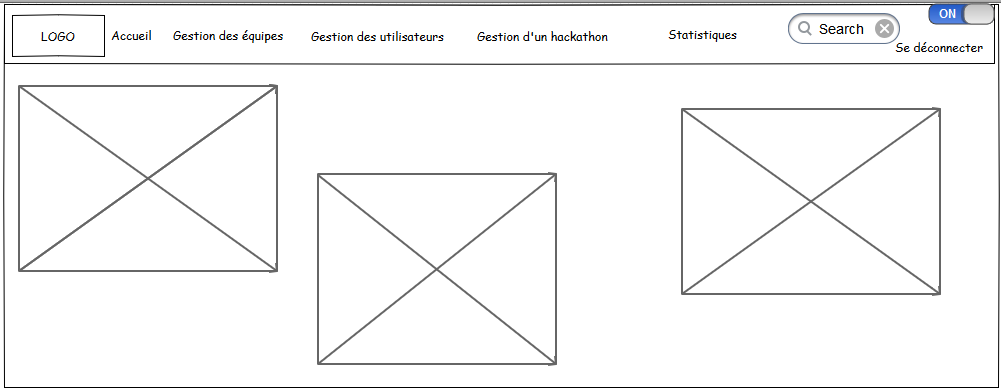 LOGO
Accueil
Gestion des équipes
Gestion des utilisateurs
Gestion d'un hackathon
Statistiques
Search
ON
Se déconnecter